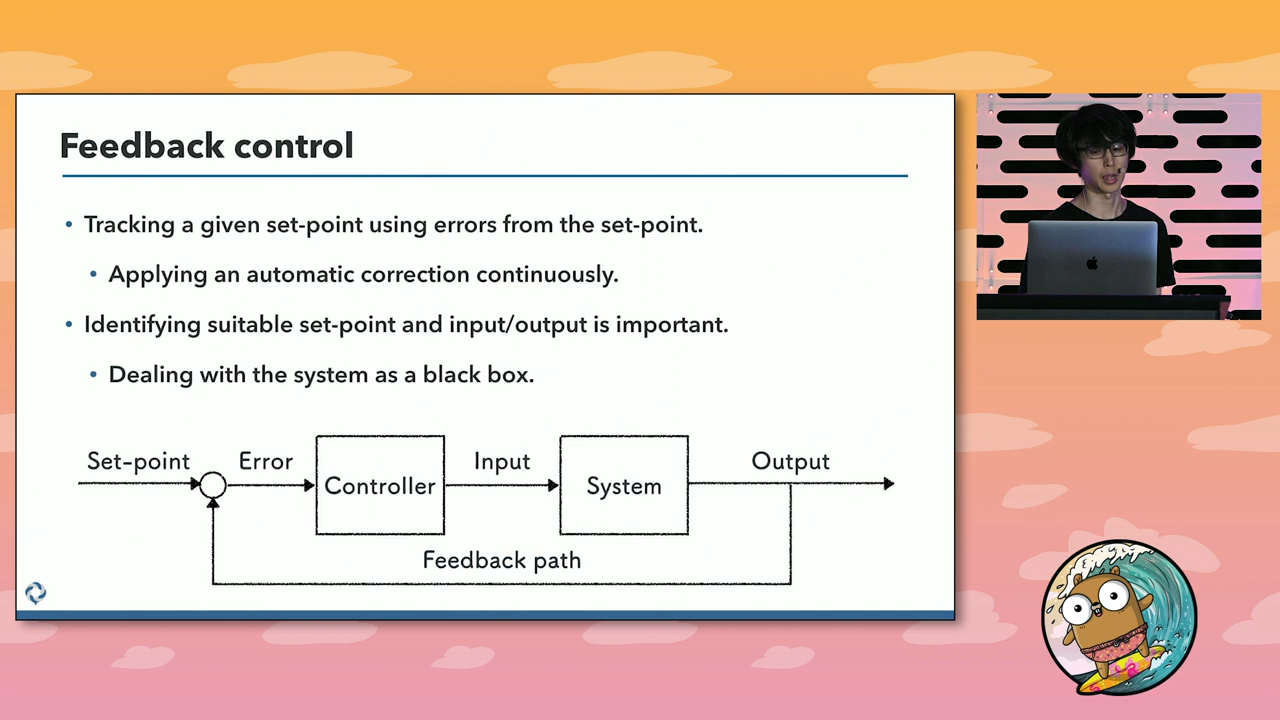 Feedback control
• Tracking a given set-point using errors from the set-point.
• Applying an automatic correction continuously.
• Identifying suitable set-point and input/output is important.
• Dealing with the system as a black box.
Set-point
Error
Controller
Input
System
Output
Feedback path